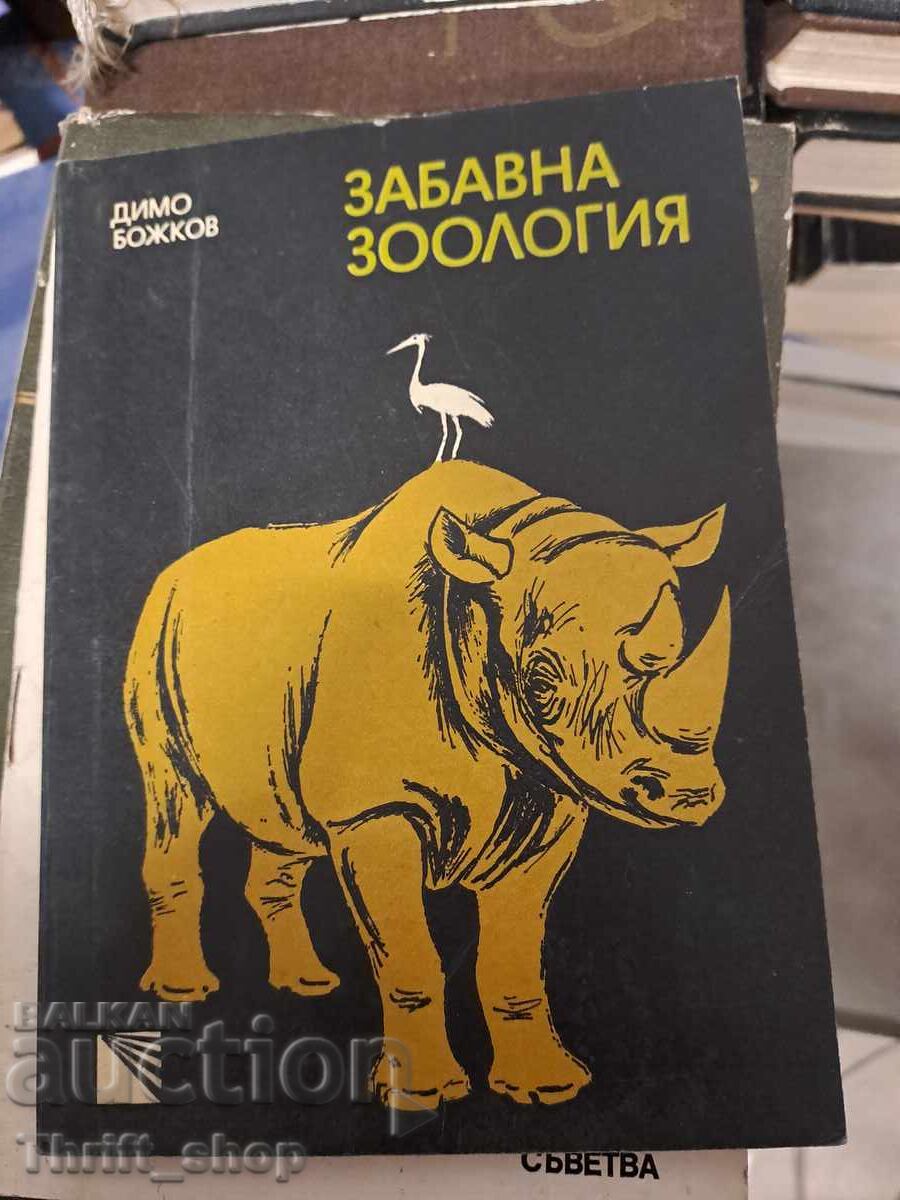 ДИМО
БОЖКОВ
ЗАБАВНА
ЗООЛОГИЯ
BALKAN
auction
Thrift_shop
СЪВЕТВА